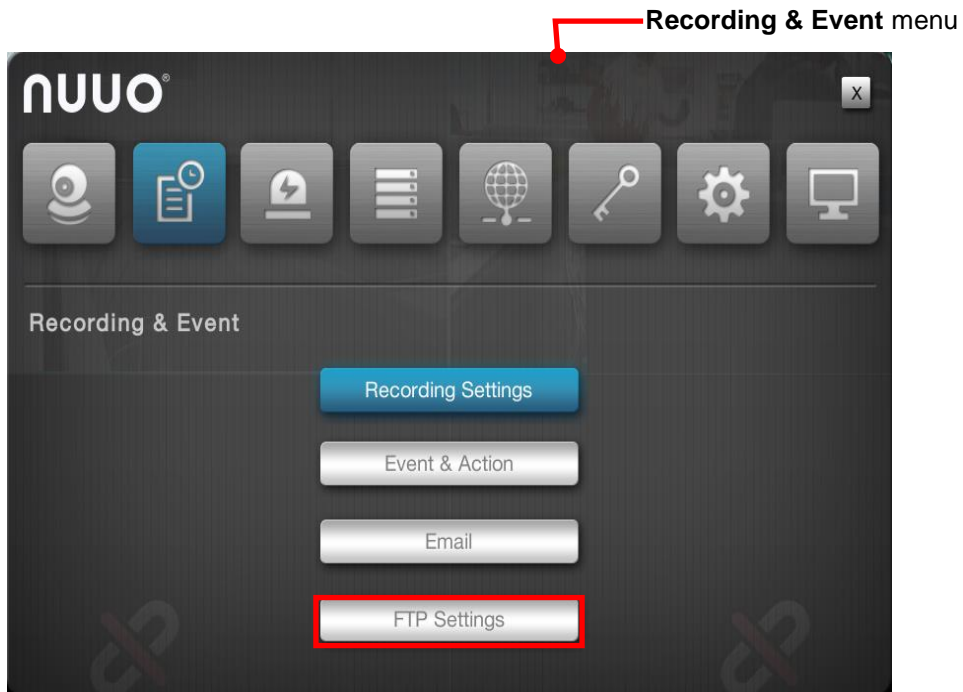 Recording & Event menu
nuuo®
X
Recording & Event
Recording Settings
Event & Action
Email
FTP Settings